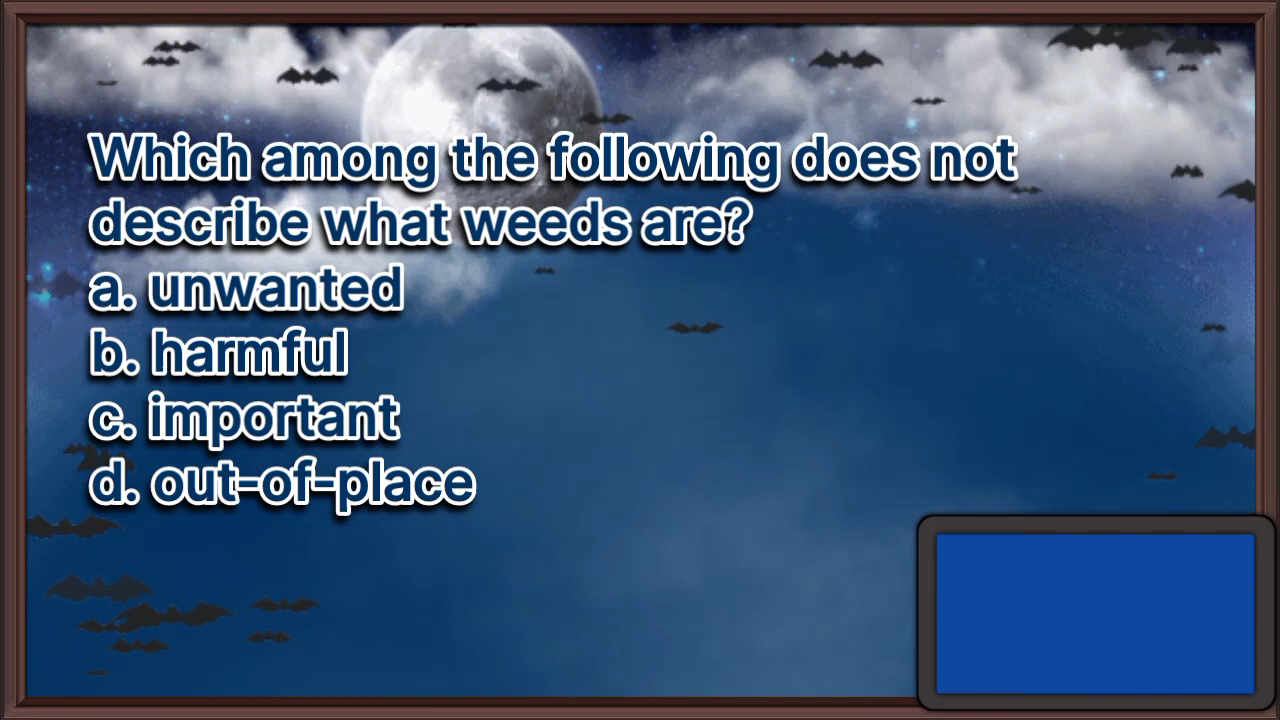 Which among the following does not
describe what weeds are?
a. unwanted
b. harmful
c. important
d. out-of-place